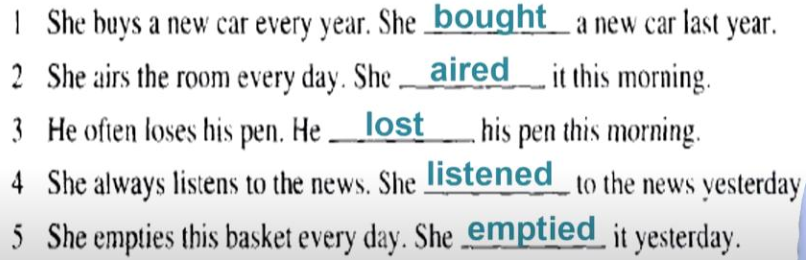 1 She buys a new car every year. She bought a new car last year.
2 She airs the room every day. She aired it this morning.
3 He often loses his pen. He lost his pen this morning.
4 She always listens to the news. She listened to the news yesterday
5 She empties this basket every day. She emptied it yesterday.